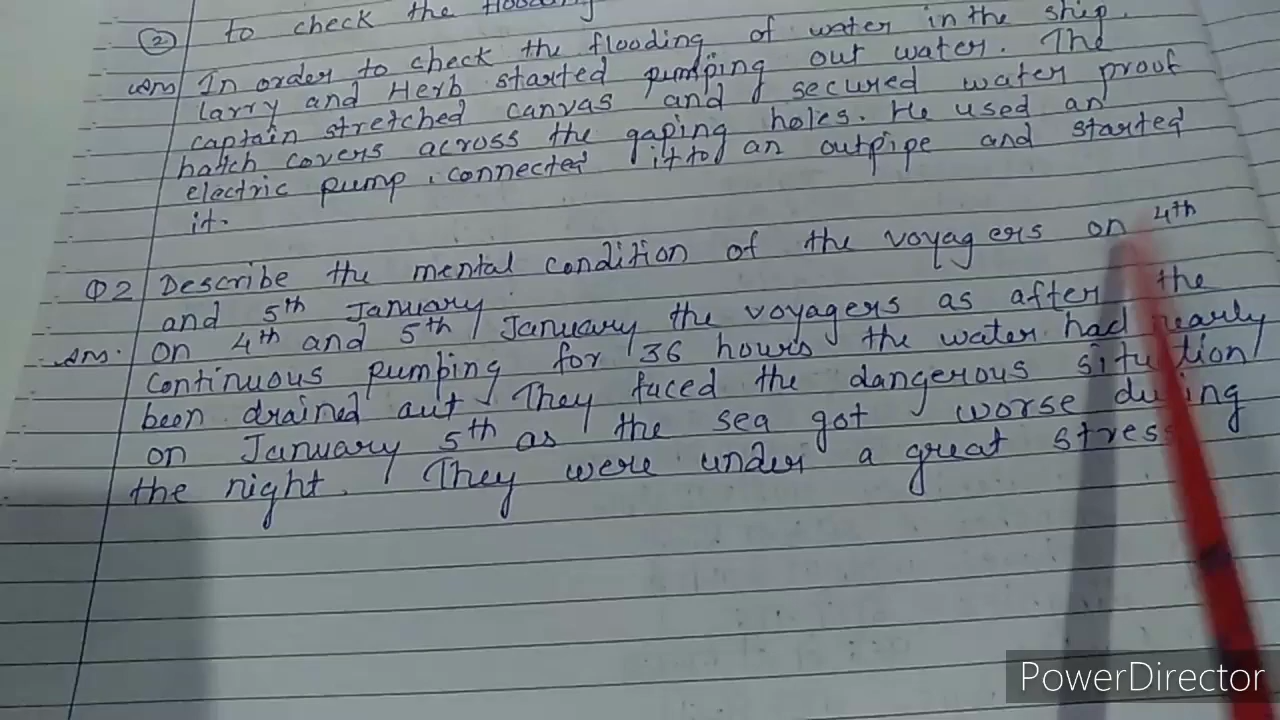 ② to check the
Ans In order to check the flooding of water in the ship.
Larry and Herb started pumping out water. The
captain stretched canvas and secured water proof
hatch covers across the gaping holes. He used an
electric pump, connected it to an outpipe and started
it.
Q2 Describe the mental condition of the voyagers on 4th
and 5th January.
Ans. On 4th and 5th January the voyagers as after the
continuous pumping for 36 hours the water had nearly
been drained out. They faced the dangerous situation
on January 5th as the sea got worse during
the night. They were under a great stress
PowerDirector